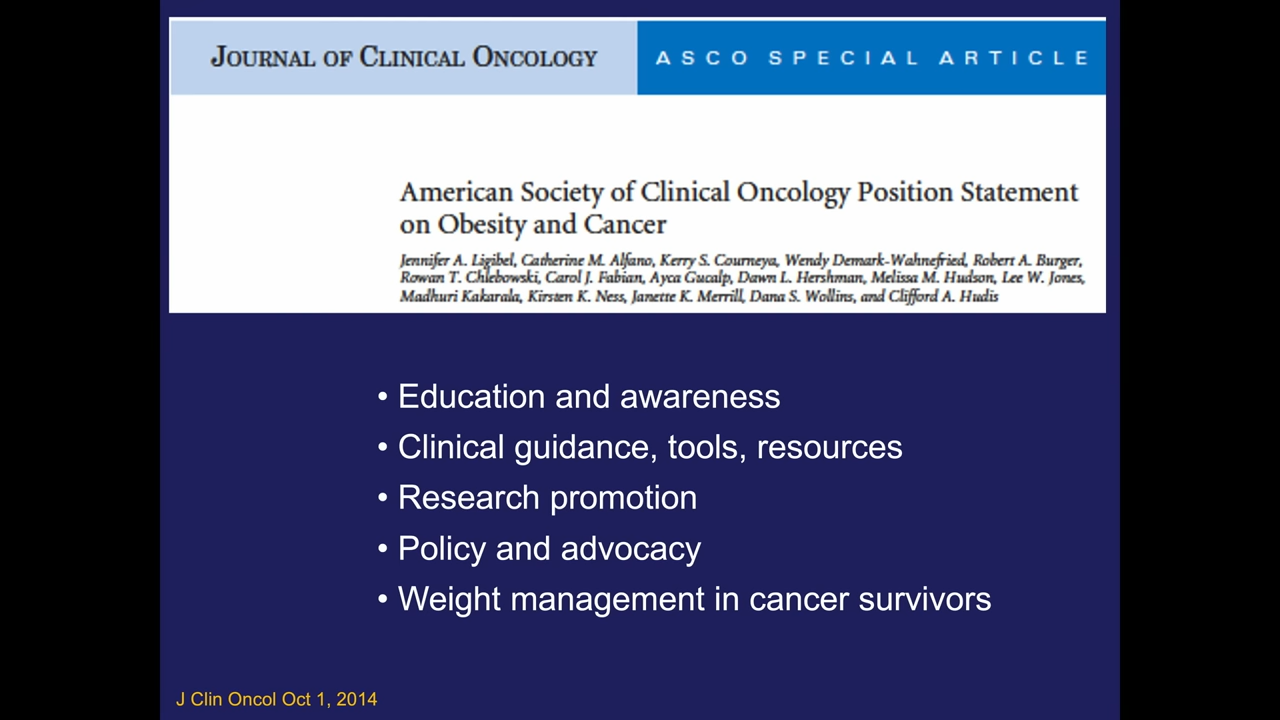 JOURNAL OF CLINICAL ONCOLOGY
ASCO SPECIAL ARTICLE
American Society of Clinical Oncology Position Statement
on Obesity and Cancer
Jennifer A. Ligibel, Catherine M. Alfano, Kerry S. Courneya, Wendy Demark-Wahnefried, Robert A. Burger,
Rowan T. Chlebowski, Carol J. Fabian, Ayca Gucalp, Dawn L. Hershman, Melissa M. Hudson, Lee W. Jones,
Madhuri Kakarala, Kirsten K. Ness, Janette K. Merrill, Dana S. Wollins, and Clifford A. Hudis
• Education and awareness
• Clinical guidance, tools, resources
• Research promotion
• Policy and advocacy
• Weight management in cancer survivors
J Clin Oncol Oct 1, 2014